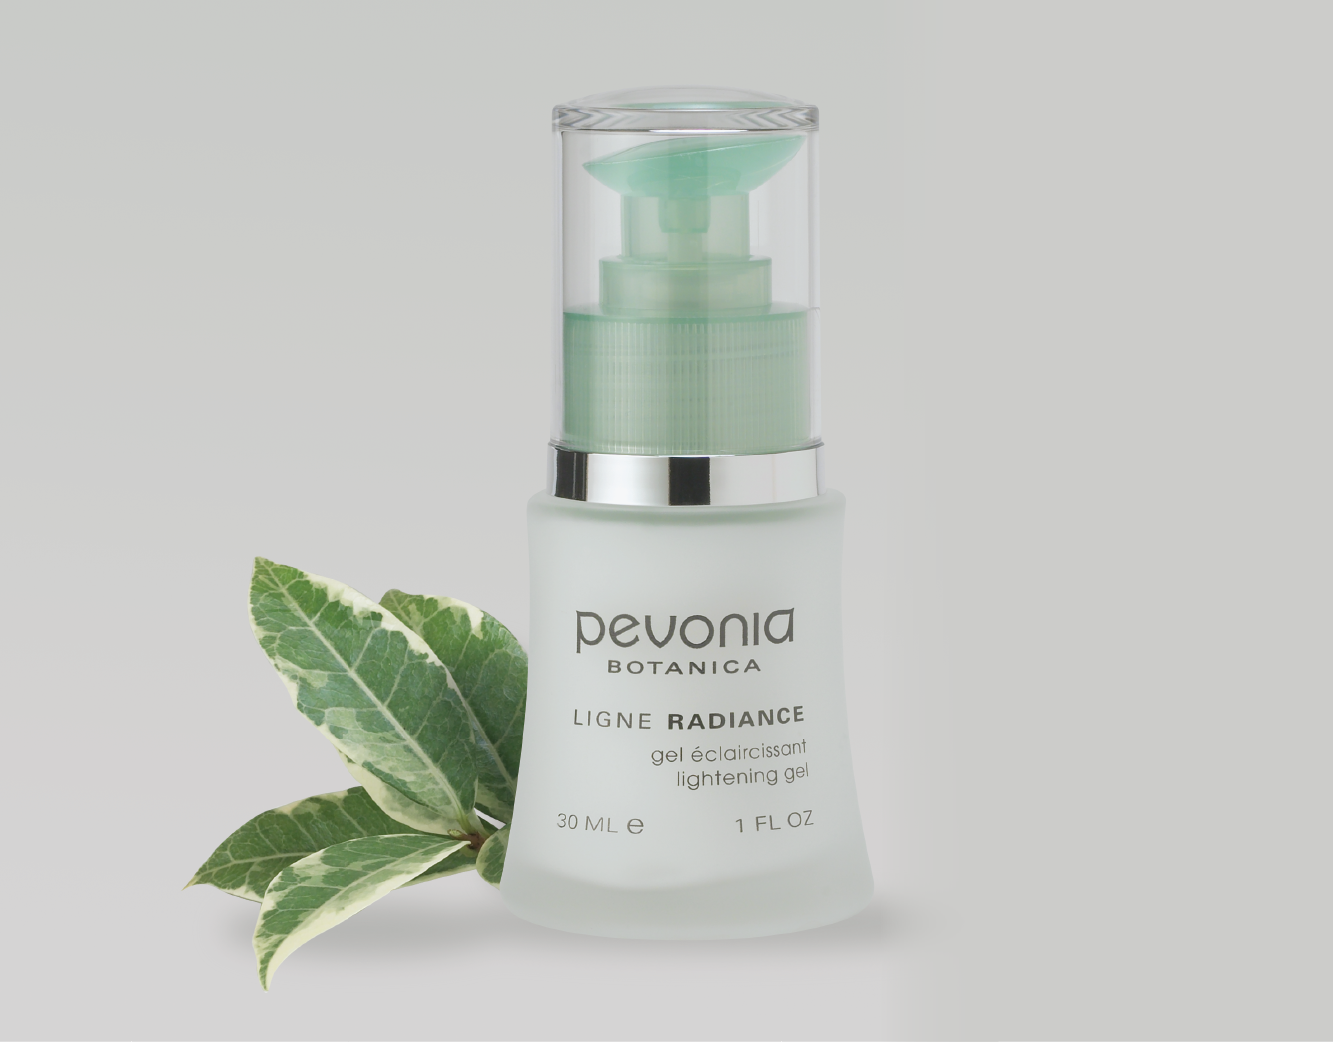 pevonia
BOTANICA
LIGNE RADIANCE
gel éclaircissant
lightening gel
30 ML ℮ 1 FL OZ